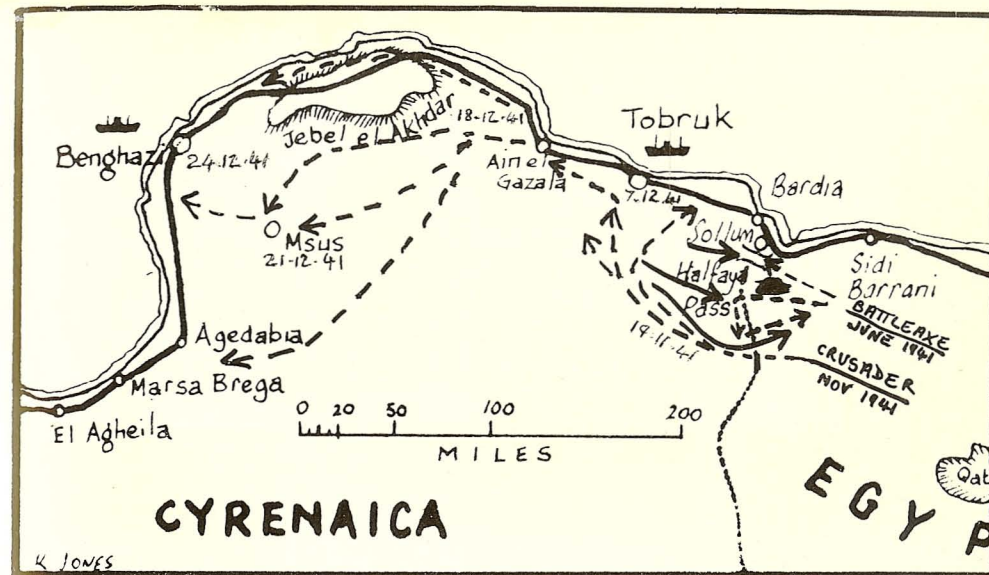 Benghazi
24.12.41
Jebel el Akhdar
18.12.41
Ain el
Gazala
Tobruk
7.12.41
Bardia
Sollum
Halfaya
Pass
Sidi
Barrani
BATTLEAXE
JUNE 1941
CRUSADER
NOV 1941
19.11.41
Msus
21-12-41
Agedabia
Marsa Brega
El Agheila
0 20 50 100 200
MILES
CYRENAICA
EGYP
Qat
K JONES